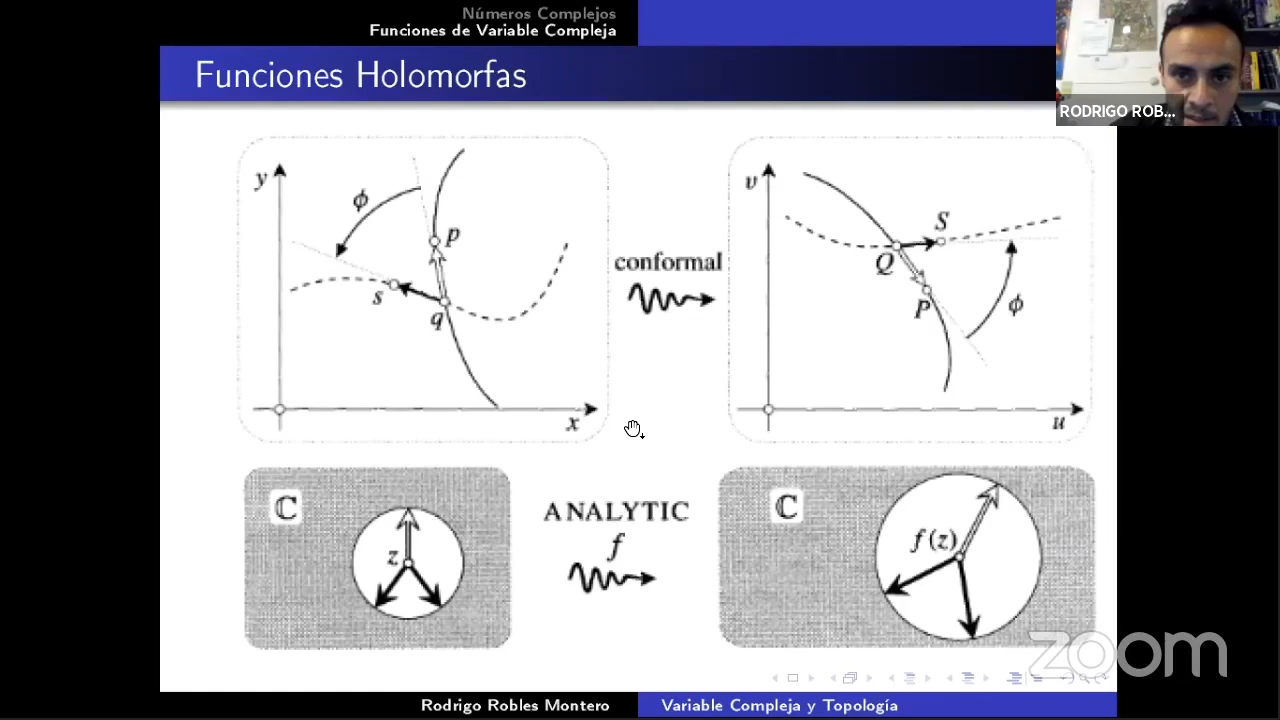 Números Complejos
Funciones de Variable Compleja
Funciones Holomorfas
RODRIGO ROB...
y
ϕ
p
s
q
x
conformal
v
S
Q
P
ϕ
u
ℂ
z
ANALYTIC
f
ℂ
f(z)
zoom
Rodrigo Robles Montero
Variable Compleja y Topología